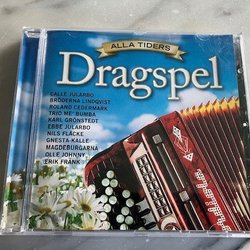 ALLA TIDERS
Dragspel
CALLE JULARBO
BRÖDERNA LINDQVIST
ROLAND CEDERMARK
TRIO ME' BUMBA
KARL GRÖNSTEDT
EBBE JULARBO
NILS FLÄCKE
GNESTA-KALLE
MAGDEBURGARNA
OLLE JOHNNY
ERIK FRANK